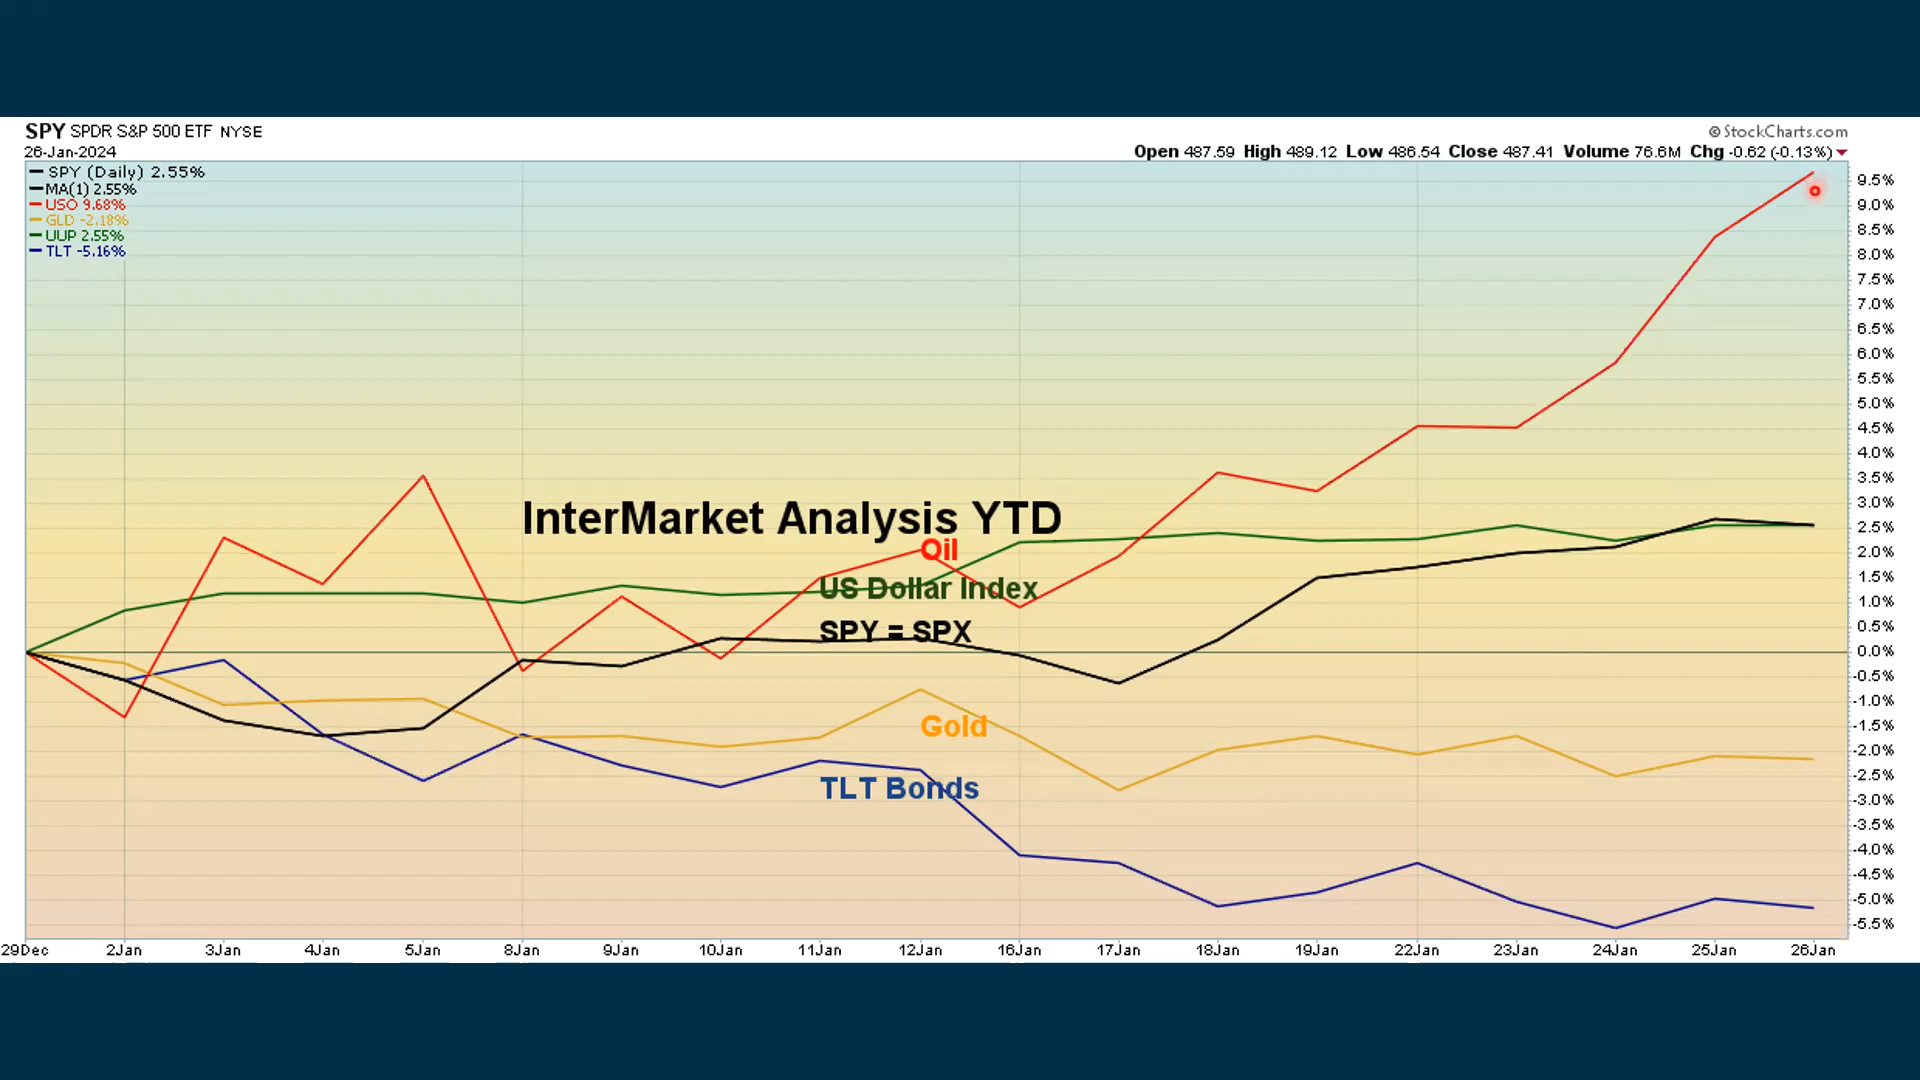 SPY SPDR S&P 500 ETF NYSE
© StockCharts.com
26-Jan-2024
Open 487.59 High 489.12 Low 486.54 Close 487.41 Volume 76.6M Chg -0.62 (-0.13%)
SPY (Daily) 2.55%
MA(1) 2.55%
USO 9.68%
GLD -2.18%
UUP 2.55%
TLT -5.16%
9.5%
9.0%
8.5%
8.0%
7.5%
7.0%
6.5%
6.0%
5.5%
5.0%
4.5%
4.0%
3.5%
3.0%
2.5%
2.0%
1.5%
1.0%
0.5%
0.0%
-0.5%
-1.0%
-1.5%
-2.0%
-2.5%
-3.0%
-3.5%
-4.0%
-4.5%
-5.0%
-5.5%
InterMarket Analysis YTD
Oil
US Dollar Index
SPY = SPX
Gold
TLT Bonds
29Dec 2Jan 3Jan 4Jan 5Jan 8Jan 9Jan 10Jan 11Jan 12Jan 16Jan 17Jan 18Jan 19Jan 22Jan 23Jan 24Jan 25Jan 26Jan